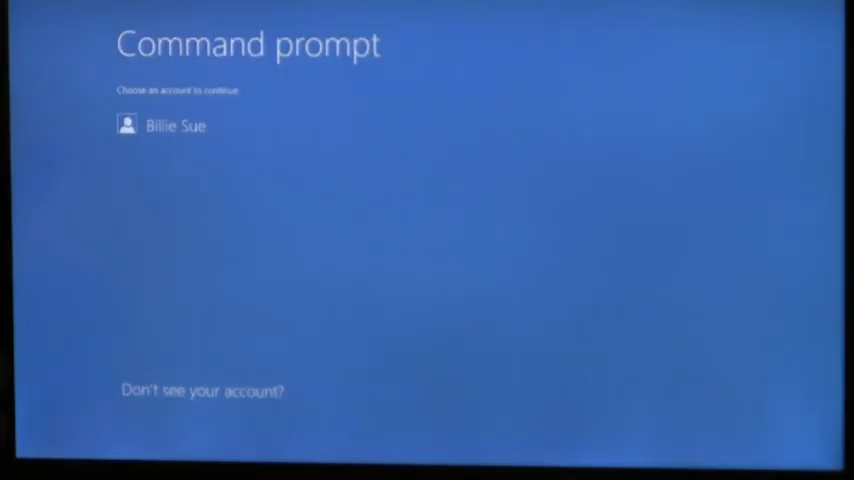 Command prompt
Choose an account to continue.
Billie Sue
Don't see your account?